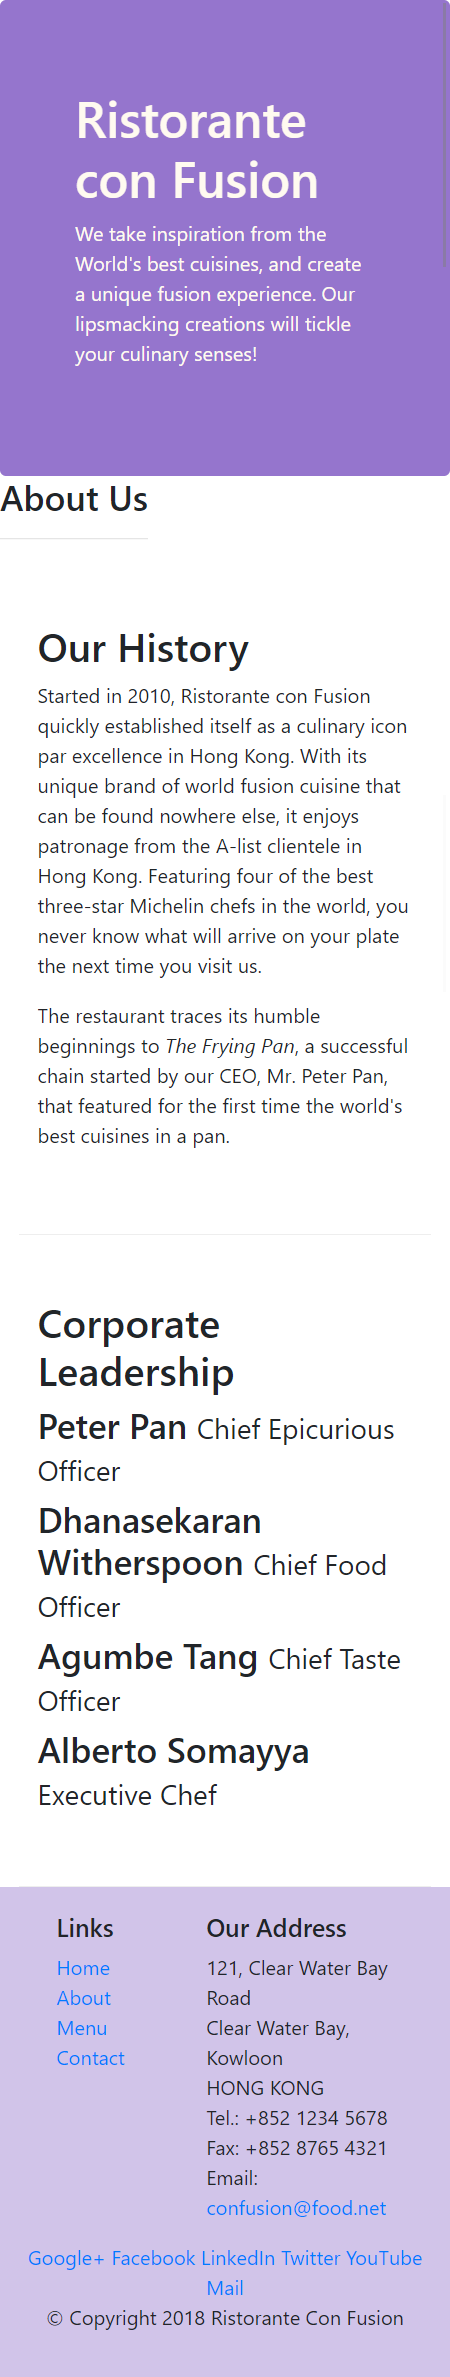 Ristorante
con Fusion
We take inspiration from the
World's best cuisines, and create
a unique fusion experience. Our
lipsmacking creations will tickle
your culinary senses!
About Us
Our History
Started in 2010, Ristorante con Fusion
quickly established itself as a culinary icon
par excellence in Hong Kong. With its
unique brand of world fusion cuisine that
can be found nowhere else, it enjoys
patronage from the A-list clientele in
Hong Kong. Featuring four of the best
three-star Michelin chefs in the world, you
never know what will arrive on your plate
the next time you visit us.
The restaurant traces its humble
beginnings to The Frying Pan, a successful
chain started by our CEO, Mr. Peter Pan,
that featured for the first time the world's
best cuisines in a pan.
Corporate
Leadership
Peter Pan Chief Epicurious
Officer
Dhanasekaran
Witherspoon Chief Food
Officer
Agumbe Tang Chief Taste
Officer
Alberto Somayya
Executive Chef
Links
Home
About
Menu
Contact
Our Address
121, Clear Water Bay
Road
Clear Water Bay,
Kowloon
HONG KONG
Tel.: +852 1234 5678
Fax: +852 8765 4321
Email:
confusion@food.net
Google+ Facebook LinkedIn Twitter YouTube
Mail
© Copyright 2018 Ristorante Con Fusion